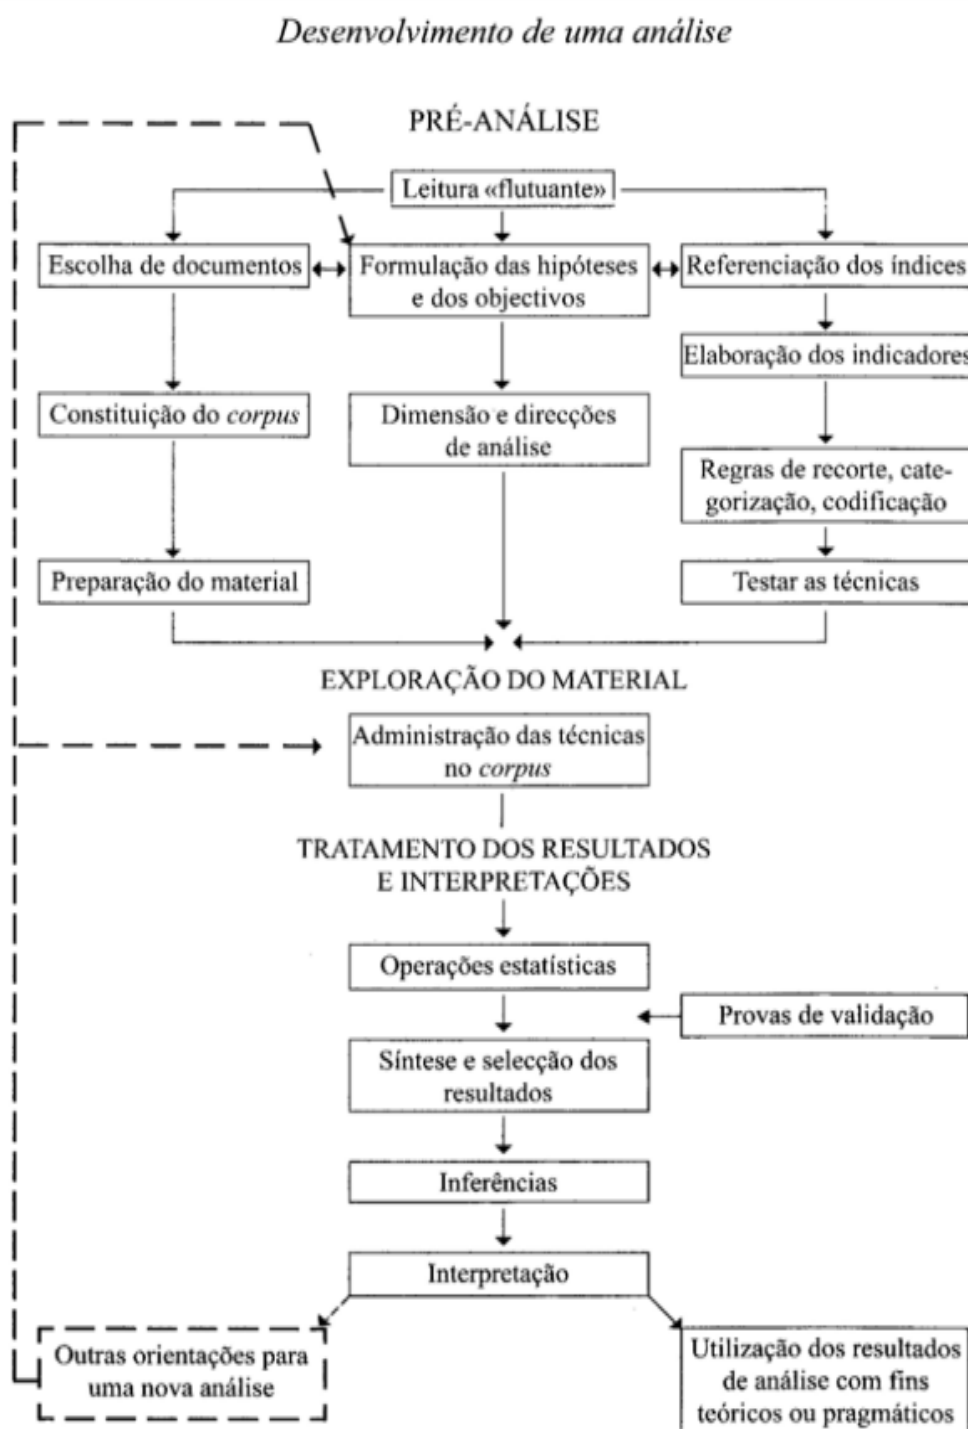 Desenvolvimento de uma análise
PRÉ-ANÁLISE
Leitura «flutuante»
Escolha de documentos
Formulação das hipóteses
e dos objectivos
Referenciação dos índices
Elaboração dos indicadores
Constituição do corpus
Dimensão e direcções
de análise
Regras de recorte, cate-
gorização, codificação
Preparação do material
Testar as técnicas
EXPLORAÇÃO DO MATERIAL
Administração das técnicas
no corpus
TRATAMENTO DOS RESULTADOS
E INTERPRETAÇÕES
Operações estatísticas
Provas de validação
Síntese e selecção dos
resultados
Inferências
Interpretação
Outras orientações para
uma nova análise
Utilização dos resultados
de análise com fins
teóricos ou pragmáticos